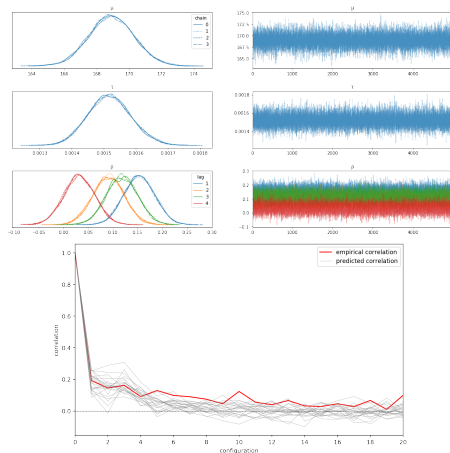 μ
μ
chain
0
1
2
3
164 166 168 170 172 174
175.0
172.5
170.0
167.5
165.0
0 1000 2000 3000 4000
τ
τ
0.0013 0.0014 0.0015 0.0016 0.0017 0.0018
0.0018
0.0016
0.0014
0 1000 2000 3000 4000
ρ
ρ
lag
1
2
3
4
-0.10 -0.05 0.00 0.05 0.10 0.15 0.20 0.25 0.30
0.3
0.2
0.1
0.0
-0.1
0 1000 2000 3000 4000
empirical correlation
predicted correlation
1.0
0.8
0.6
0.4
0.2
0.0
correlation
0 2 4 6 8 10 12 14 16 18 20
configuration